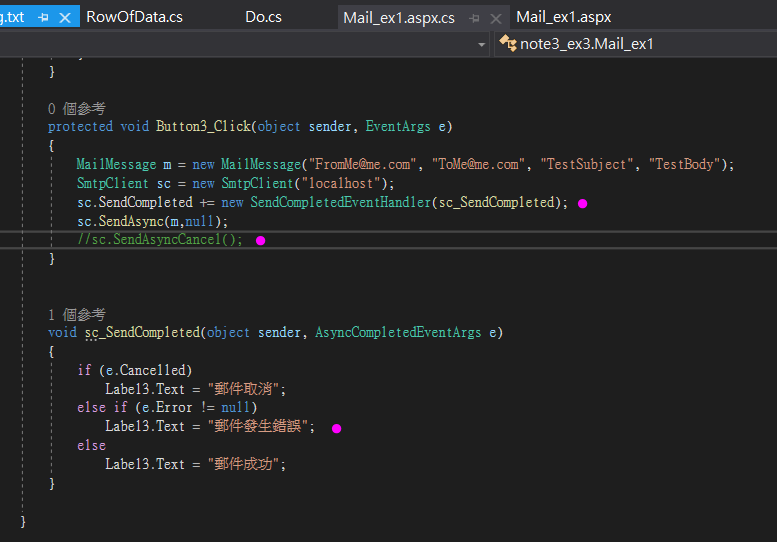 g.txt RowOfData.cs Do.cs Mail_ex1.aspx.cs Mail_ex1.aspx
note3_ex3.Mail_ex1
}
0 個參考
protected void Button3_Click(object sender, EventArgs e)
{
MailMessage m = new MailMessage("FromMe@me.com", "ToMe@me.com", "TestSubject", "TestBody");
SmtpClient sc = new SmtpClient("localhost");
sc.SendCompleted += new SendCompletedEventHandler(sc_SendCompleted);
sc.SendAsync(m,null);
//sc.SendAsyncCancel();
}
1 個參考
void sc_SendCompleted(object sender, AsyncCompletedEventArgs e)
{
if (e.Cancelled)
Label3.Text = "郵件取消";
else if (e.Error != null)
Label3.Text = "郵件發生錯誤";
else
Label3.Text = "郵件成功";
}
}